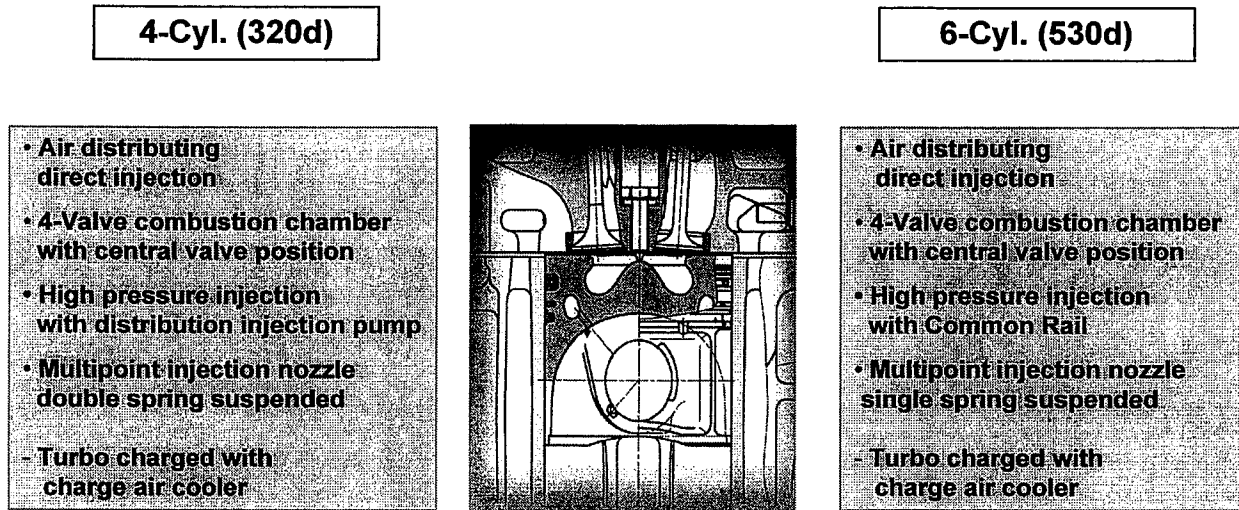 4-Cyl. (320d)
• Air distributing
direct injection
• 4-Valve combustion chamber
with central valve position
• High pressure injection
with distribution injection pump
• Multipoint injection nozzle
double spring suspended
- Turbo charged with
charge air cooler
6-Cyl. (530d)
• Air distributing
direct injection
• 4-Valve combustion chamber
with central valve position
• High pressure injection
with Common Rail
• Multipoint injection nozzle
single spring suspended
- Turbo charged with
charge air cooler